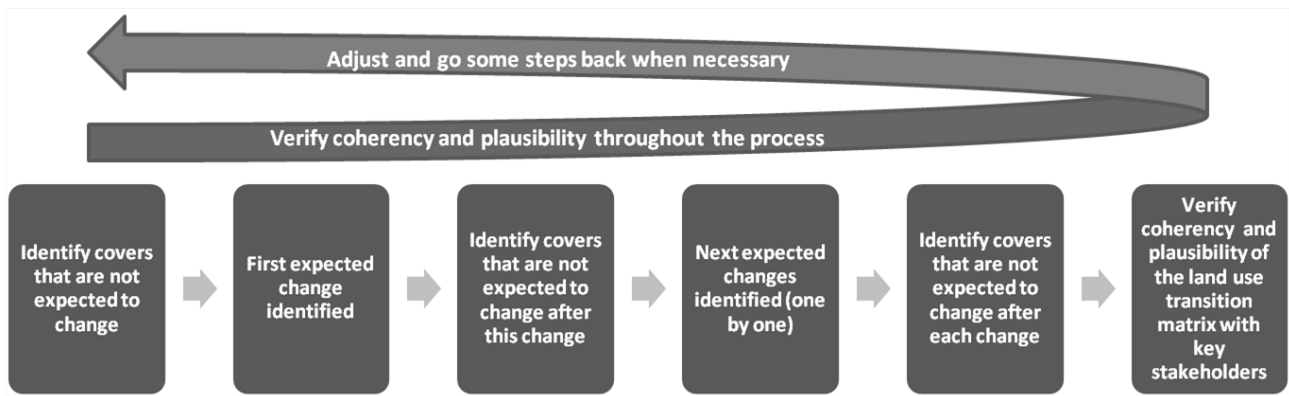 Adjust and go some steps back when necessary
Verify coherency and plausibility throughout the process
Identify covers
that are not
expected to
change
First expected
change
identified
Identify covers
that are not
expected to
change after
this change
Next expected
changes
identified (one
by one)
Identify covers
that are not
expected to
change after
each change
Verify
coherency and
plausibility of
the land use
transition
matrix with
key
stakeholders